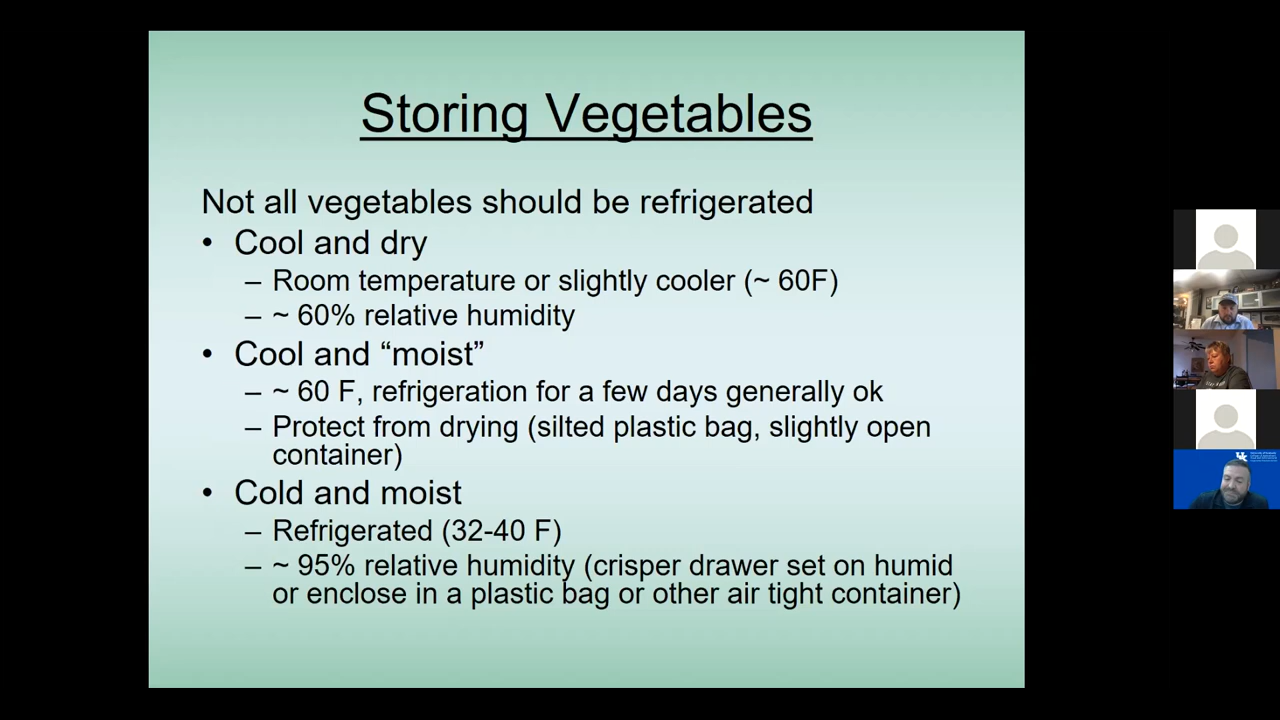 Storing Vegetables
Not all vegetables should be refrigerated
• Cool and dry
– Room temperature or slightly cooler (~ 60F)
– ~ 60% relative humidity
• Cool and “moist”
– ~ 60 F, refrigeration for a few days generally ok
– Protect from drying (silted plastic bag, slightly open
container)
• Cold and moist
– Refrigerated (32-40 F)
– ~ 95% relative humidity (crisper drawer set on humid
or enclose in a plastic bag or other air tight container)
UK